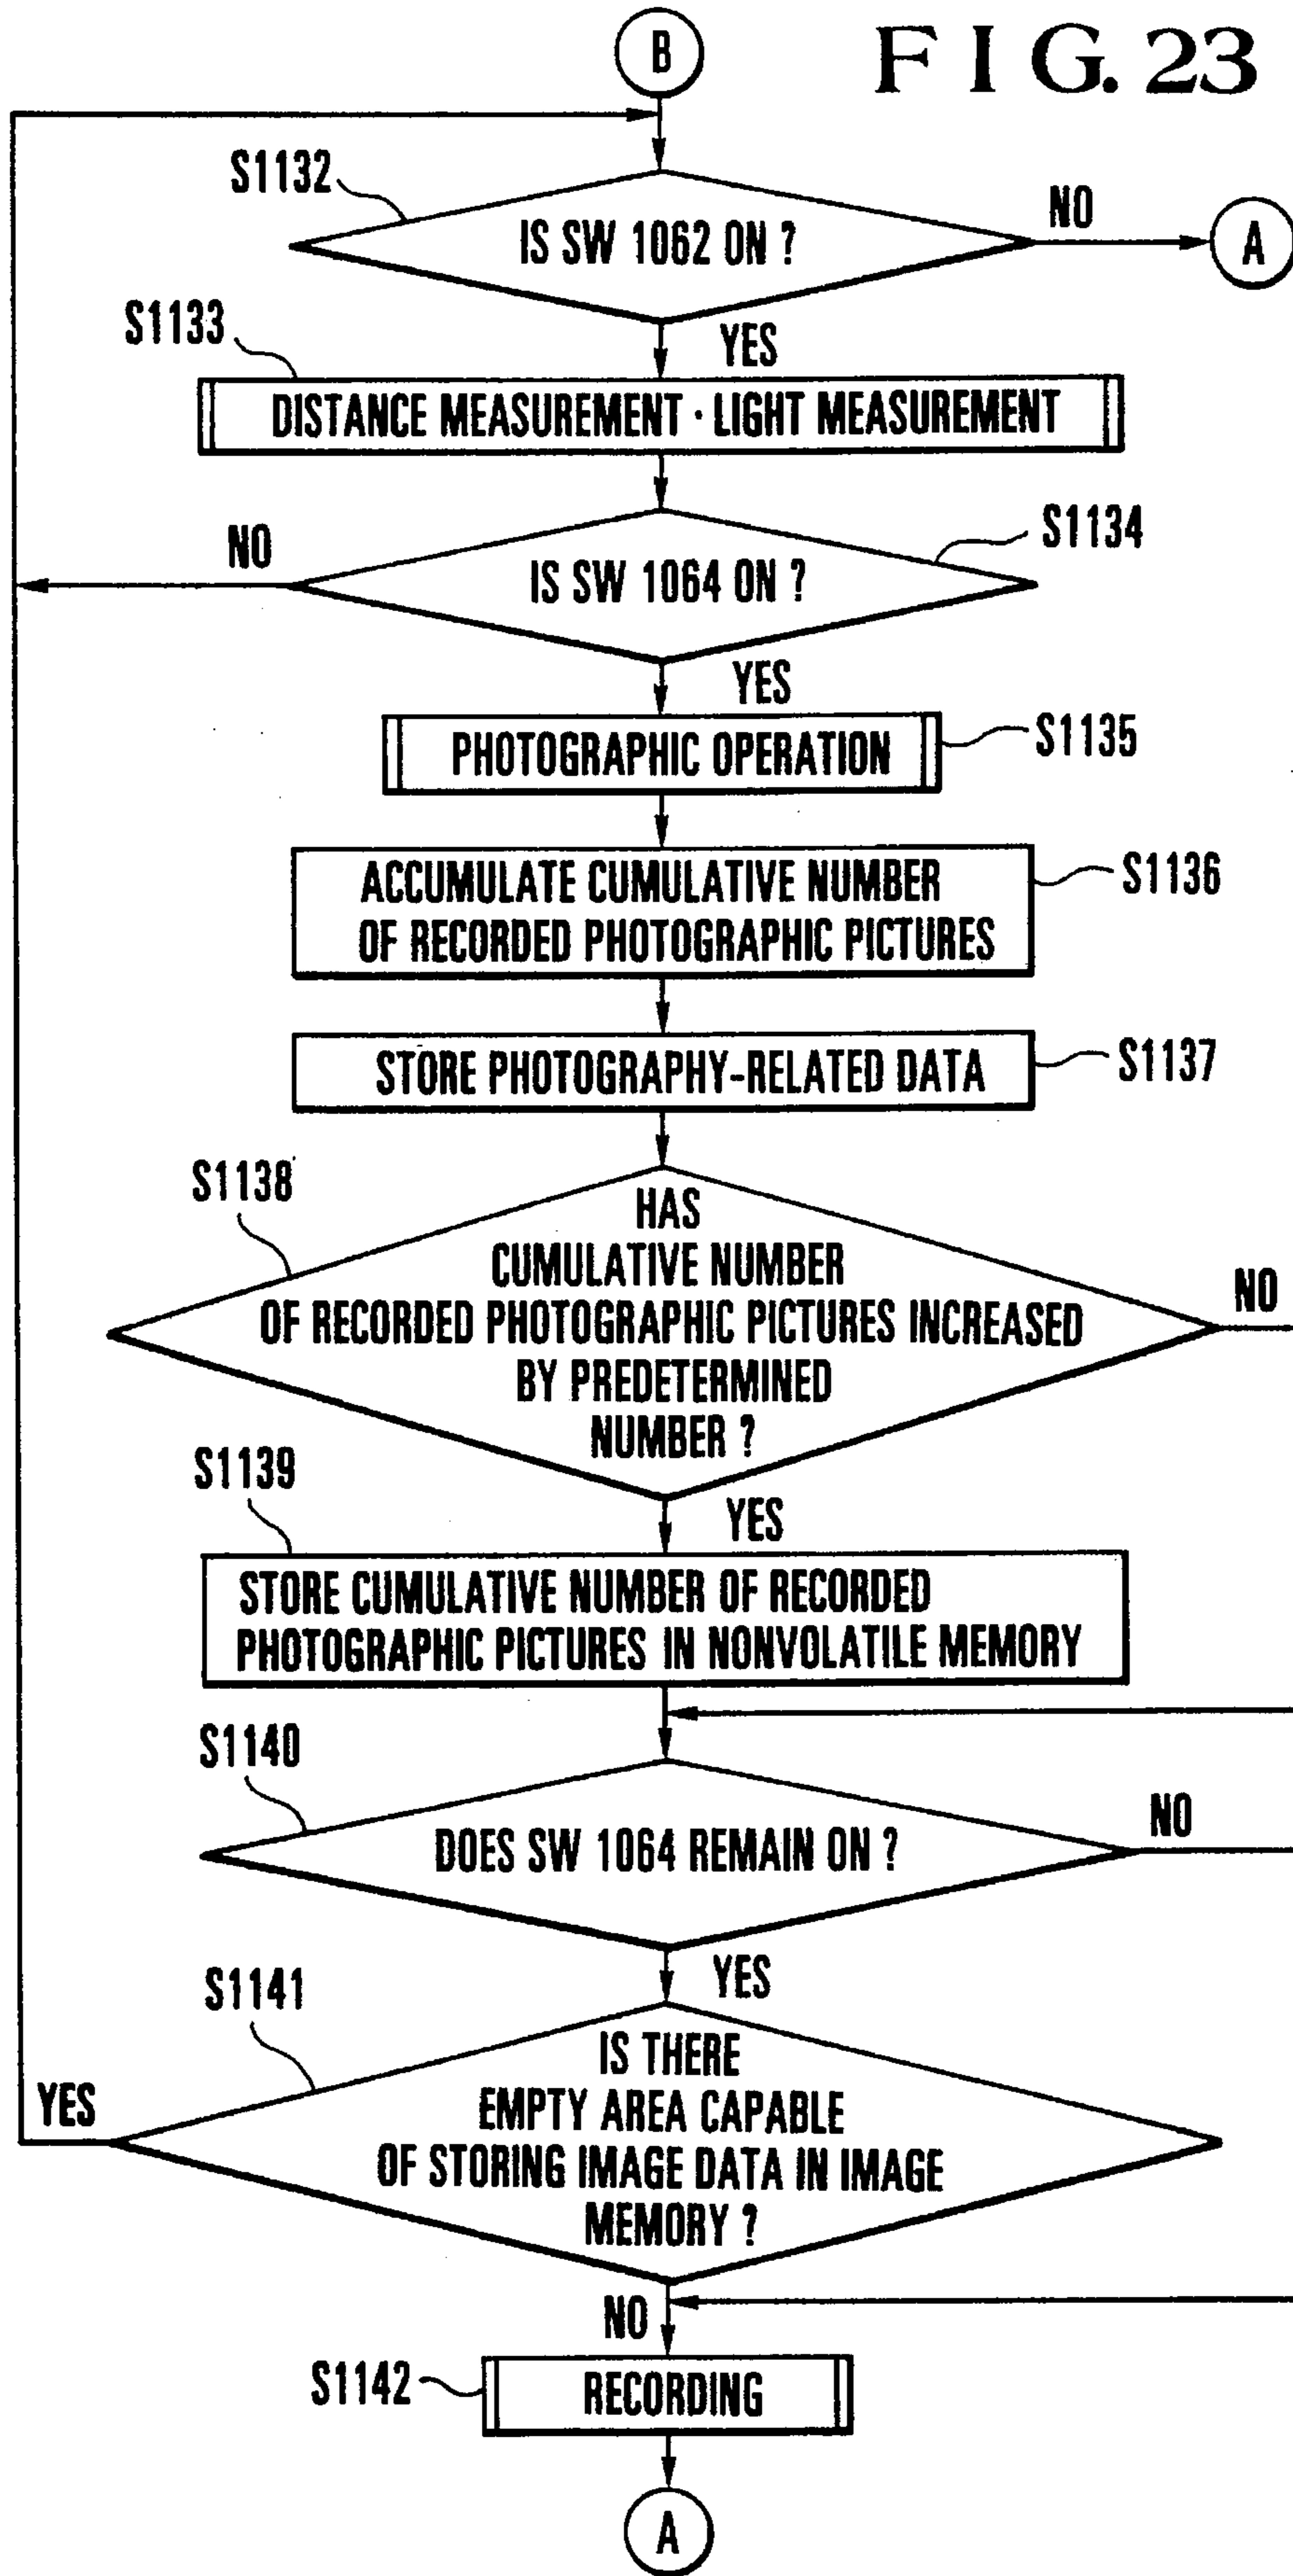 B
FIG. 23
S1132
IS SW 1062 ON ?
NO
A
S1133
YES
DISTANCE MEASUREMENT · LIGHT MEASUREMENT
NO
S1134
IS SW 1064 ON ?
YES
PHOTOGRAPHIC OPERATION
S1135
ACCUMULATE CUMULATIVE NUMBER
OF RECORDED PHOTOGRAPHIC PICTURES
S1136
STORE PHOTOGRAPHY-RELATED DATA
S1137
S1138
HAS
CUMULATIVE NUMBER
OF RECORDED PHOTOGRAPHIC PICTURES INCREASED
BY PREDETERMINED
NUMBER ?
NO
S1139
YES
STORE CUMULATIVE NUMBER OF RECORDED
PHOTOGRAPHIC PICTURES IN NONVOLATILE MEMORY
S1140
DOES SW 1064 REMAIN ON ?
NO
S1141
YES
IS THERE
EMPTY AREA CAPABLE
OF STORING IMAGE DATA IN IMAGE
MEMORY ?
YES
NO
S1142
RECORDING
A